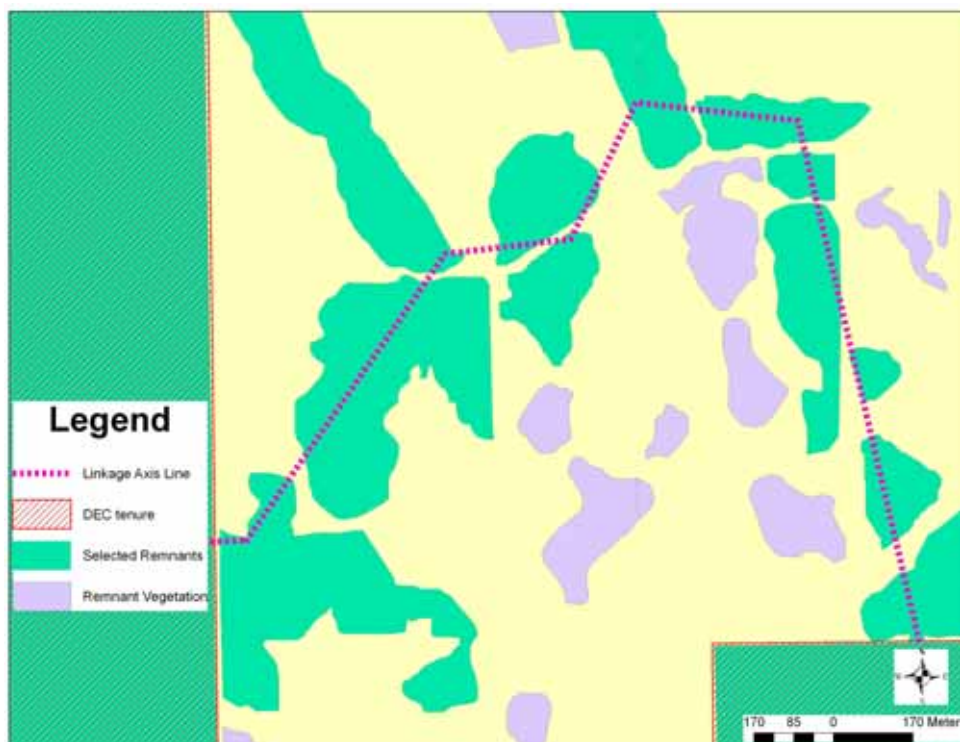 Legend
Linkage Axis Line
DEC tenure
Selected Remnants
Remnant Vegetation
170 85 0 170 Meter